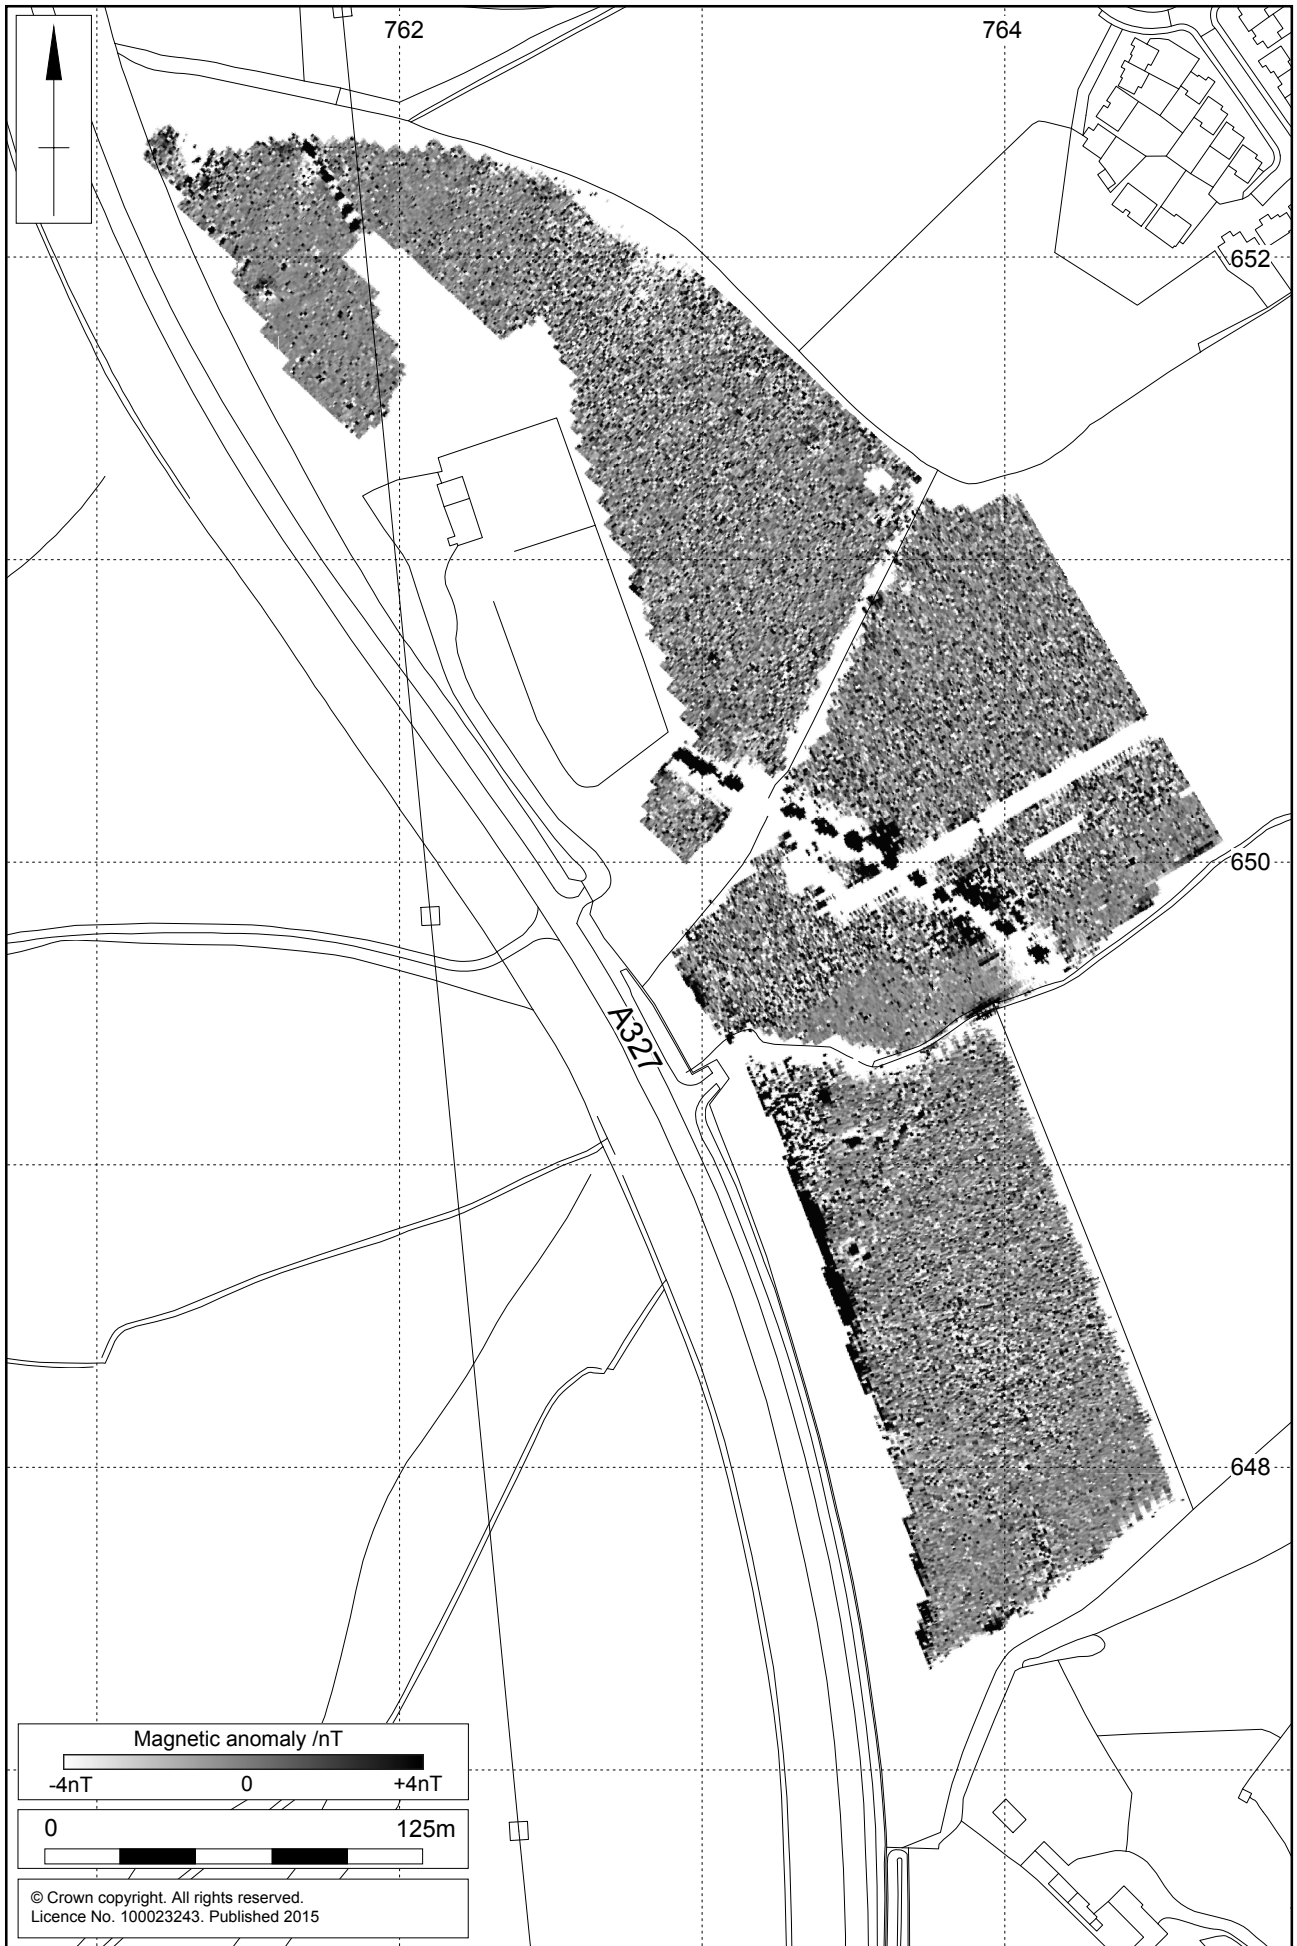 762
764
652
650
A327
648
Magnetic anomaly /nT
-4nT 0 +4nT
0 125m
© Crown copyright. All rights reserved.
Licence No. 100023243. Published 2015